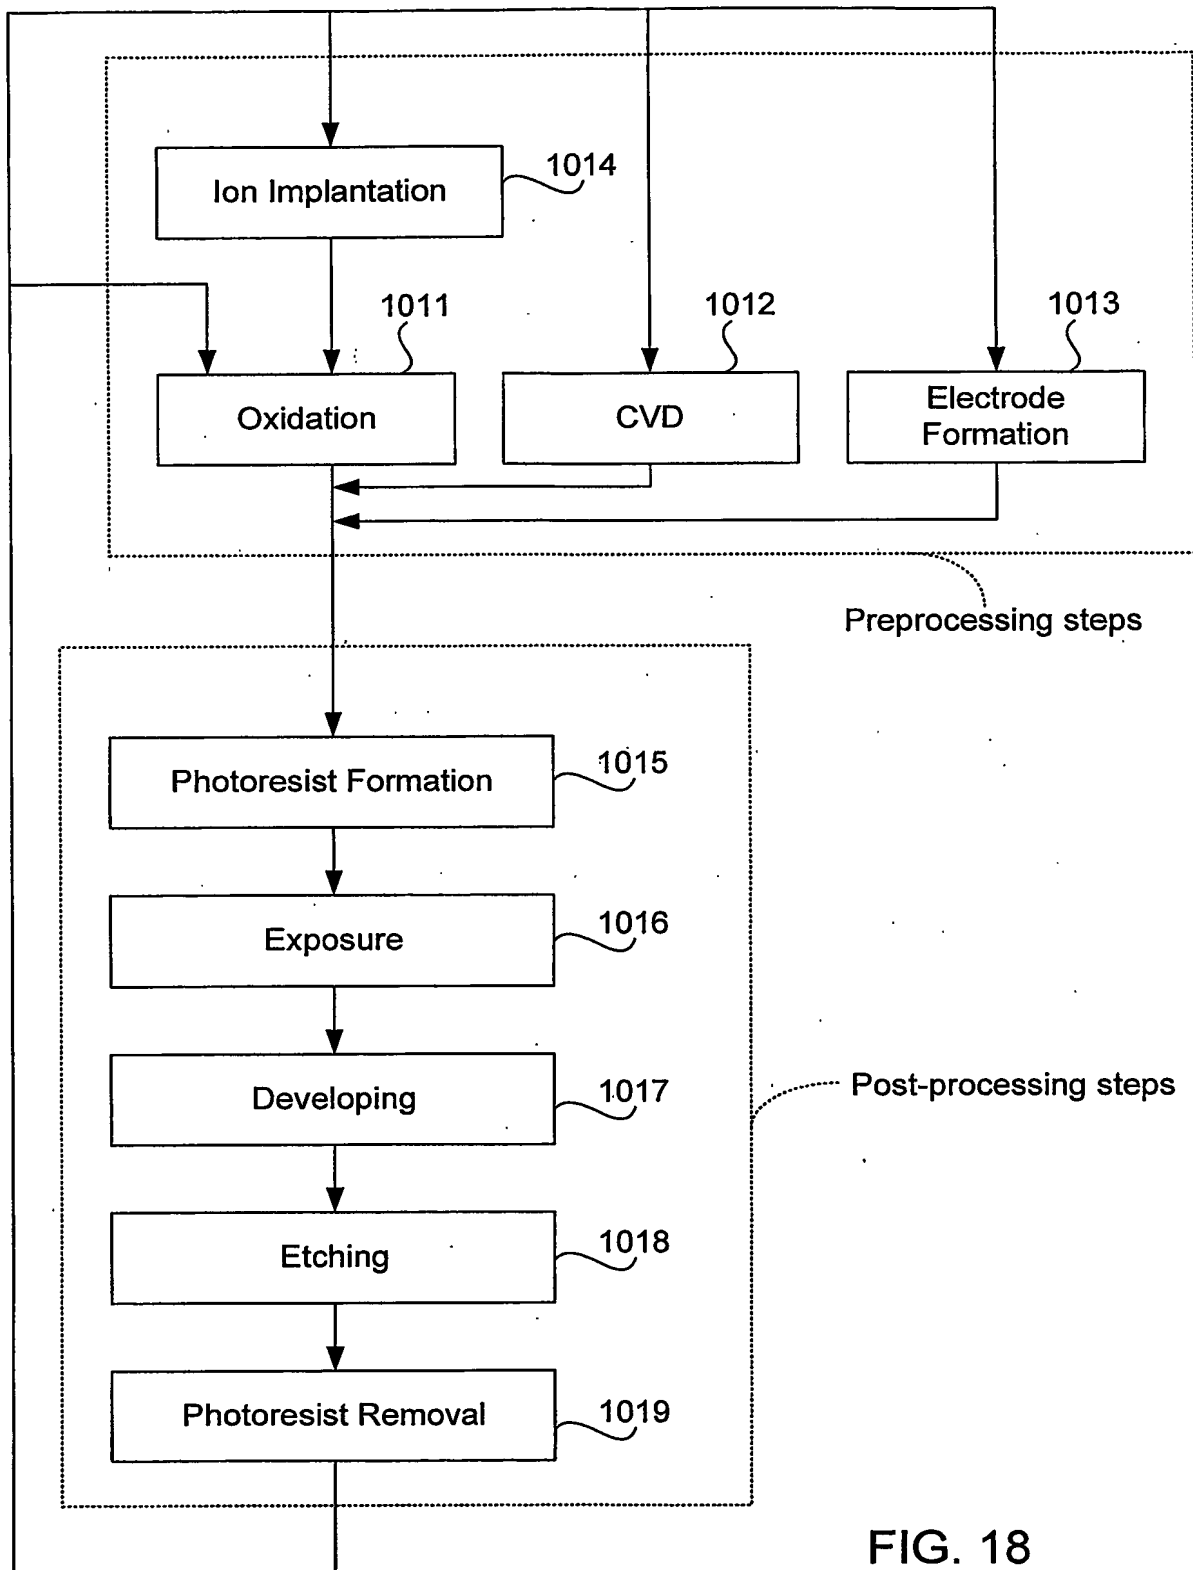 1014
Ion Implantation
1011
1012
1013
Oxidation
CVD
Electrode
Formation
Preprocessing steps
1015
Photoresist Formation
1016
Exposure
1017
Developing
Post-processing steps
1018
Etching
1019
Photoresist Removal
FIG. 18